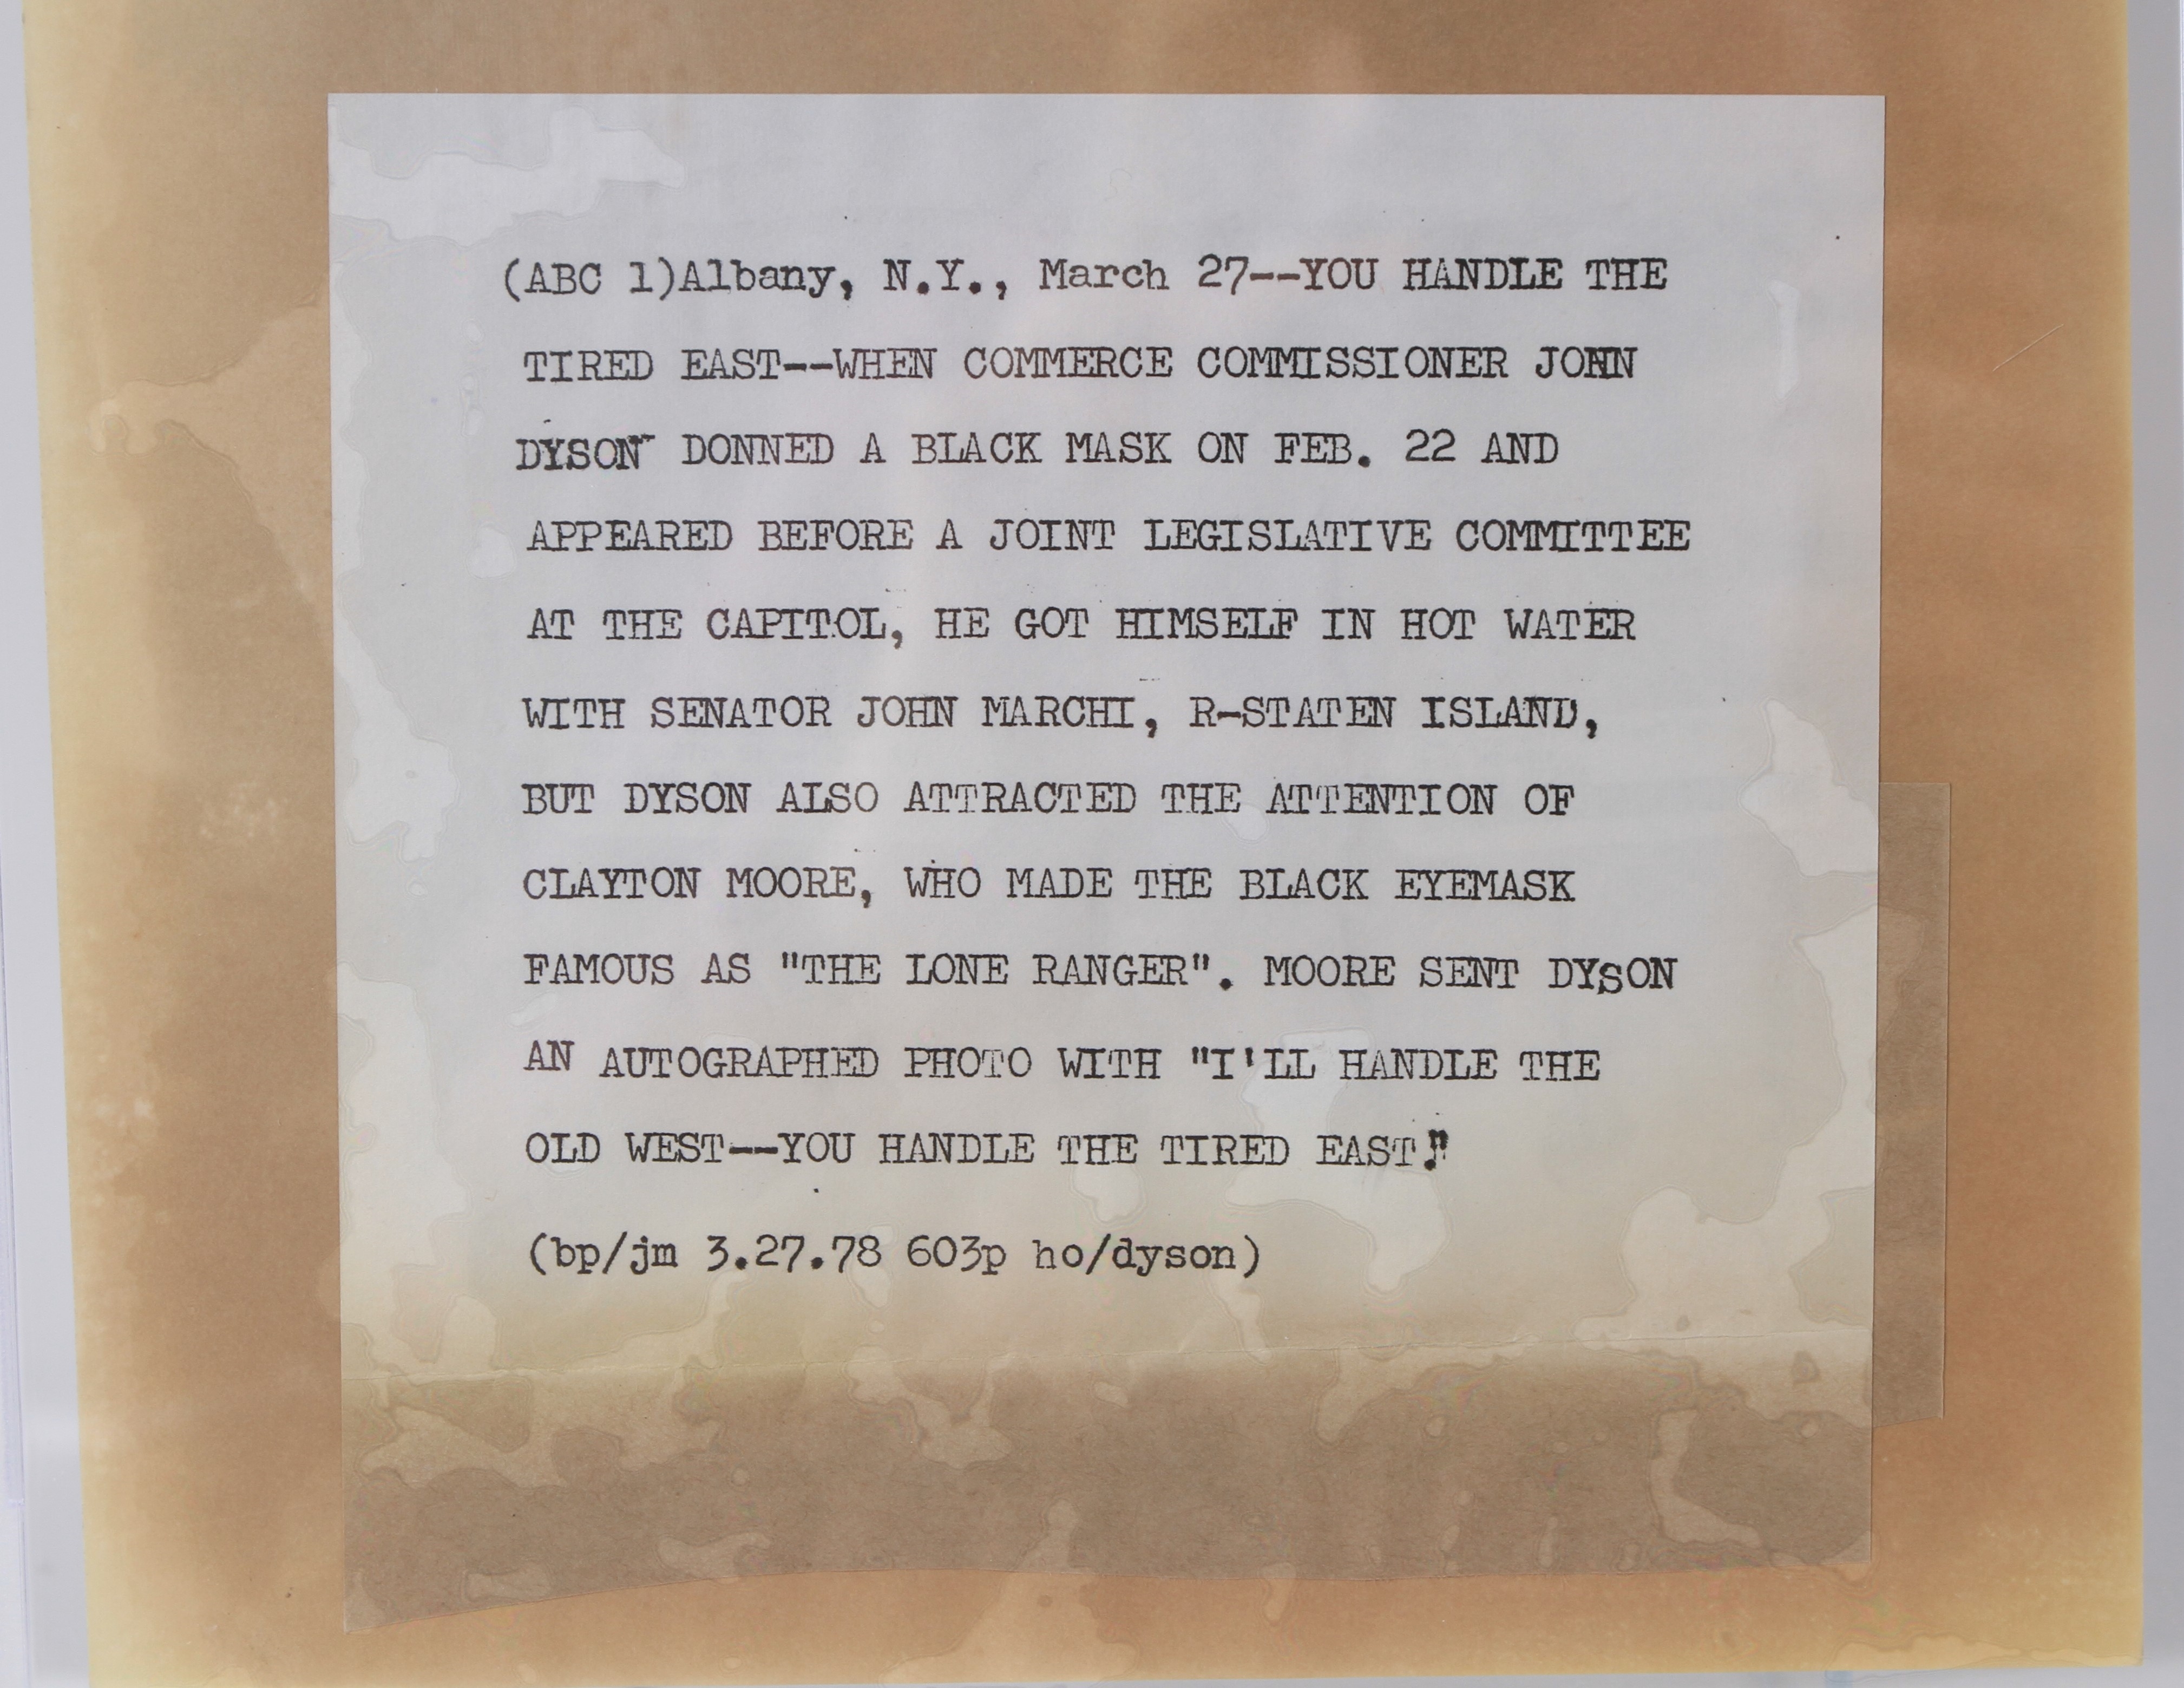 (ABC 1)Albany, N.Y., March 27--YOU HANDLE THE
TIRED EAST--WHEN COMMERCE COMMISSIONER JOHN
DYSON DONNED A BLACK MASK ON FEB. 22 AND
APPEARED BEFORE A JOINT LEGISLATIVE COMMITTEE
AT THE CAPITOL, HE GOT HIMSELF IN HOT WATER
WITH SENATOR JOHN MARCHI, R-STATEN ISLAND,
BUT DYSON ALSO ATTRACTED THE ATTENTION OF
CLAYTON MOORE, WHO MADE THE BLACK EYEMASK
FAMOUS AS "THE LONE RANGER". MOORE SENT DYSON
AN AUTOGRAPHED PHOTO WITH "I'LL HANDLE THE
OLD WEST--YOU HANDLE THE TIRED EAST."
(bp/jm 3.27.78 603p ho/dyson)